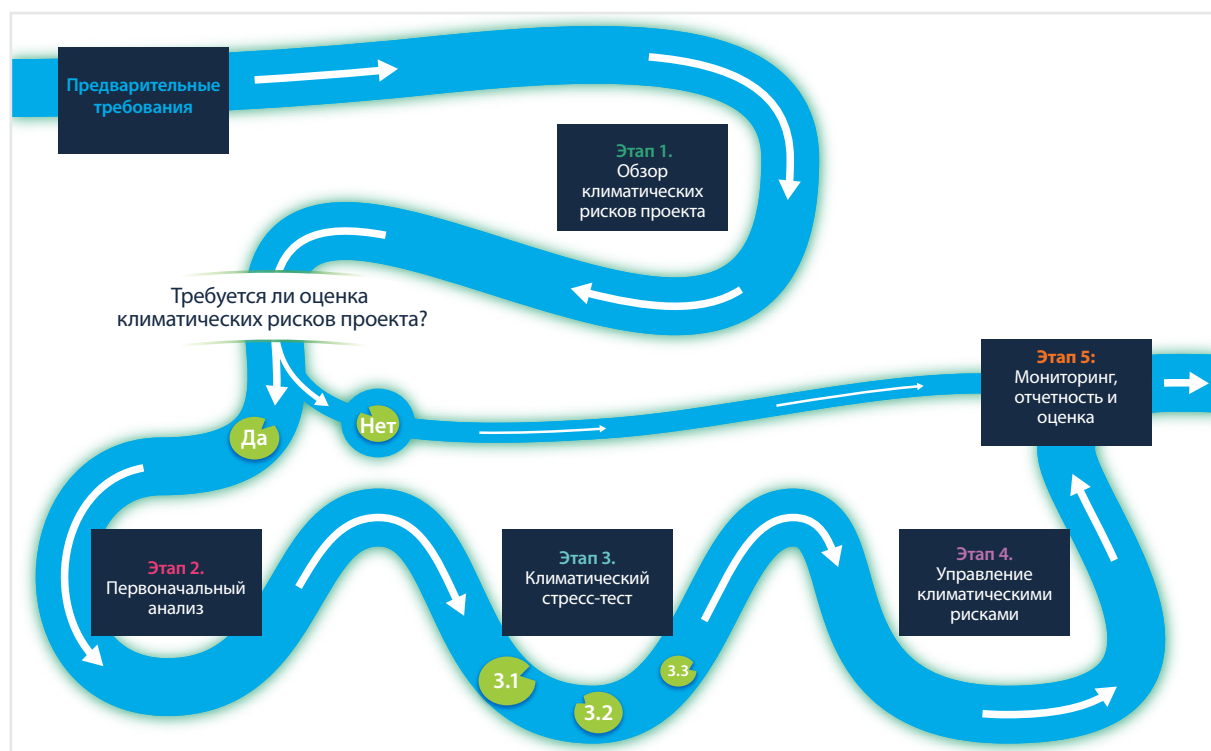 Предварительные
требования
Этап 1.
Обзор
климатических
рисков проекта
Требуется ли оценка
климатических рисков проекта?
Да
Нет
Этап 2.
Первоначальный
анализ
Этап 3.
Климатический
стресс-тест
3.1
3.2
3.3
Этап 4.
Управление
климатическими
рисками
Этап 5:
Мониторинг,
отчетность и
оценка